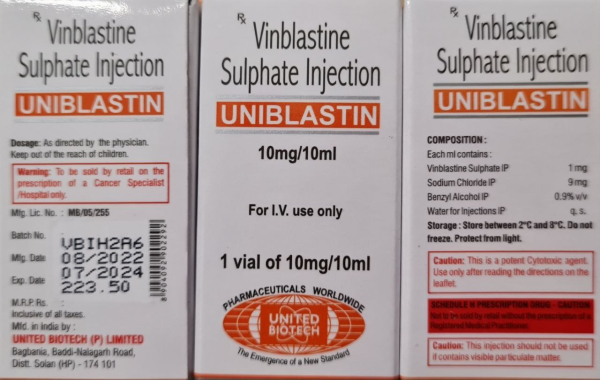 Rx
Vinblastine
Sulphate Injection
UNIBLASTIN
Dosage: As directed by the physician.
Keep out of the reach of children.
Warning: To be sold by retail on the
prescription of a Cancer Specialist
/Hospital only.
Mfg. Lic. No. : MB/05/255
Batch No. : VBIH2A6
Mfg. Date 08/2022
Exp. Date 07/2024
223.50
M.R.P. Rs. :
Inclusive of all taxes.
Mfd. in India by :
UNITED BIOTECH (P) LIMITED
Bagbania, Baddi-Nalagarh Road,
Distt. Solan (HP) - 174 101
Rx
Vinblastine
Sulphate Injection
UNIBLASTIN
10mg/10ml
For I.V. use only
1 vial of 10mg/10ml
PHARMACEUTICALS WORLDWIDE
UNITED
BIOTECH
The Emergence of a New Standard
Rx
Vinblastine
Sulphate Injection
UNIBLASTIN
COMPOSITION :
Each ml contains :
Vinblastine Sulphate IP 1 mg
Sodium Chloride IP 9 mg
Benzyl Alcohol IP 0.9% v/v
Water for Injections IP q. s.
Storage : Store between 2°C and 8°C. Do not
freeze. Protect from light.
Caution: This is a potent Cytotoxic agent.
Use only after reading the directions on the
leaflet.
SCHEDULE H PRESCRIPTION DRUG - CAUTION
Not to be sold by retail without the prescription of a
Registered Medical Practitioner.
Caution: This injection should not be used
if contains visible particulate matter.